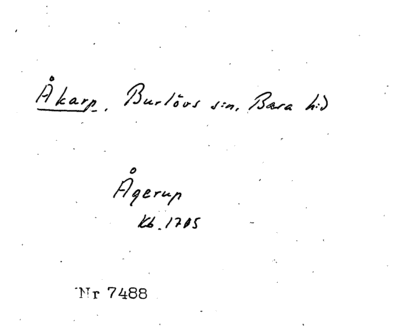 Åkarp, Burlövs sn, Bara hd
Ågerup
Kb. 1705
Nr 7488